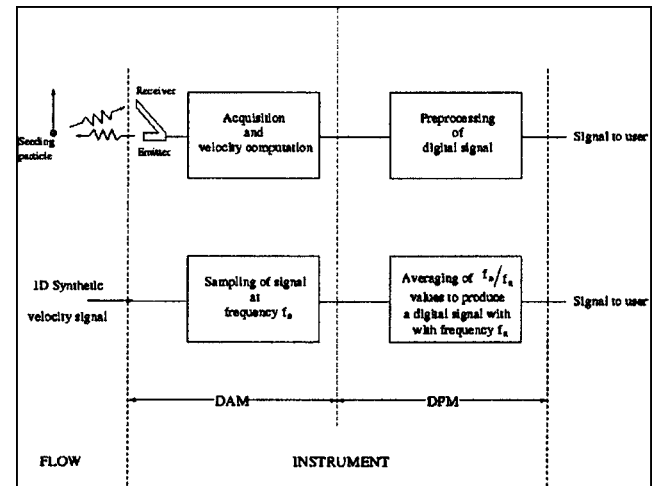 Receiver
Emitter
Seeding
particle
Acquisition
and
velocity computation
Preprocessing
of
digital signal
Signal to user
1D Synthetic
velocity signal
Sampling of signal
at
frequency fₐ
Averaging of fₐ/fₐ
values to produce
a digital signal with
with frequency fₐ
Signal to user
DAM
DPM
FLOW
INSTRUMENT